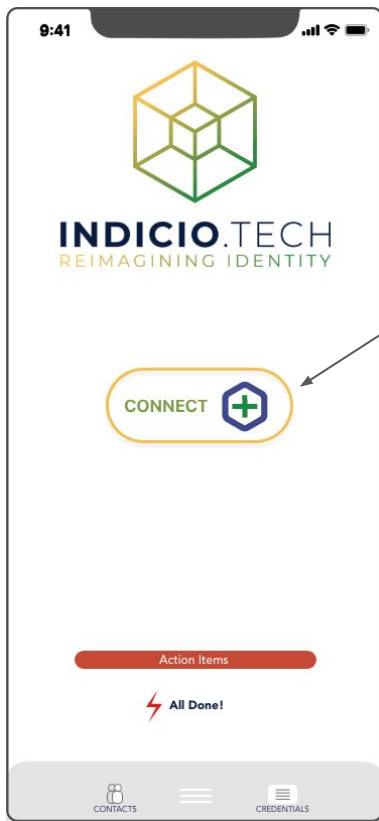 9:41
INDICIO.TECH
REIMAGINING IDENTITY
CONNECT
Action Items
All Done!
CONTACTS
CREDENTIALS